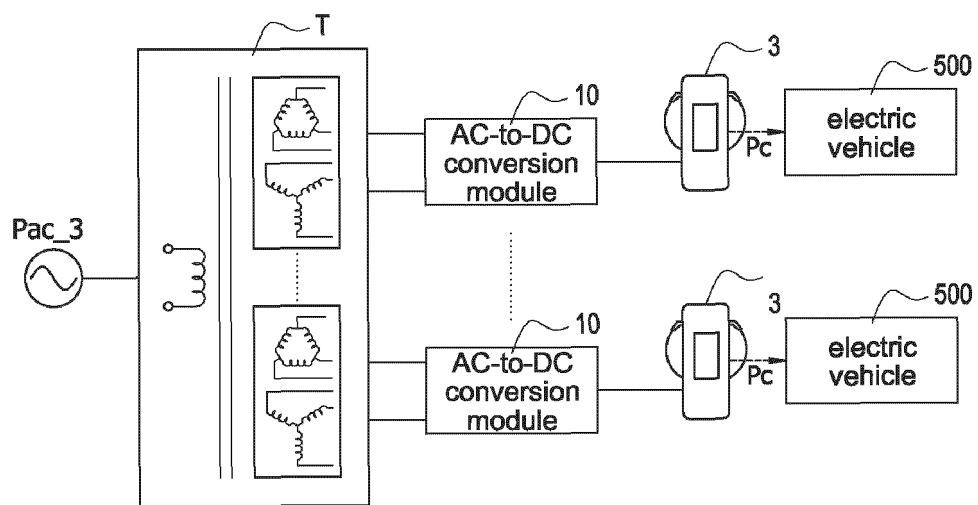 T
3
500
10
AC-to-DC
conversion
module
Pc
electric
vehicle
Pac_3
3
500
10
AC-to-DC
conversion
module
Pc
electric
vehicle